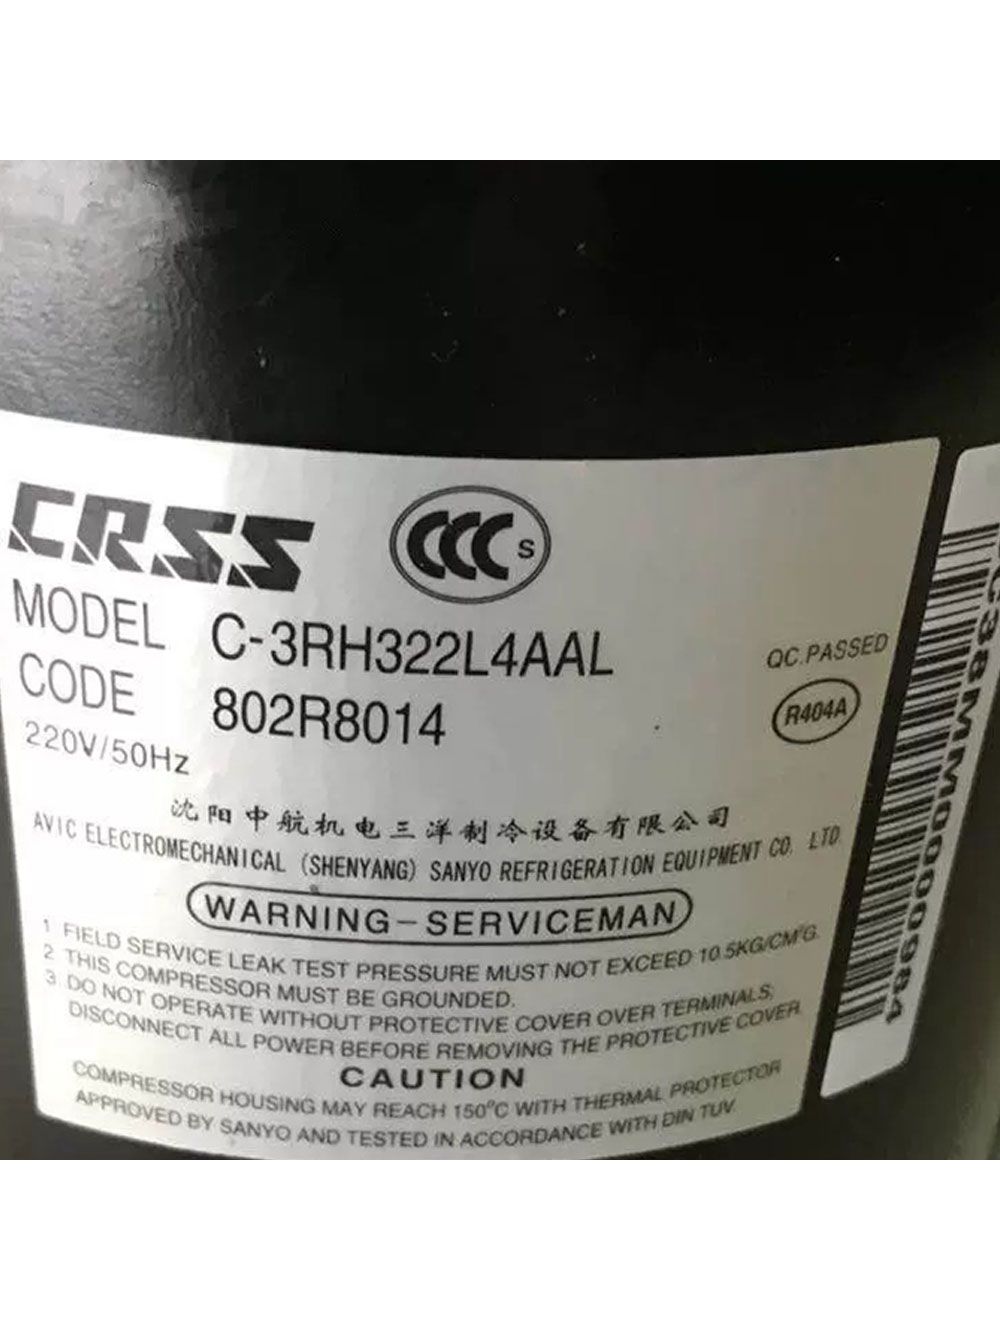 CRSS
CCC S
MODEL C-3RH322L4AAL
CODE 802R8014
220V/50Hz
QC.PASSED
R404A
沈阳中航机电三洋制冷设备有限公司
AVIC ELECTROMECHANICAL (SHENYANG) SANYO REFRIGERATION EQUIPMENT CO. LTD
WARNING-SERVICEMAN
1 FIELD SERVICE LEAK TEST PRESSURE MUST NOT EXCEED 10.5KG/CM²G.
2 THIS COMPRESSOR MUST BE GROUNDED.
3. DO NOT OPERATE WITHOUT PROTECTIVE COVER OVER TERMINALS;
DISCONNECT ALL POWER BEFORE REMOVING THE PROTECTIVE COVER.
CAUTION
COMPRESSOR HOUSING MAY REACH 150°C WITH THERMAL PROTECTOR
APPROVED BY SANYO AND TESTED IN ACCORDANCE WITH DIN TUV
C38MM0000984